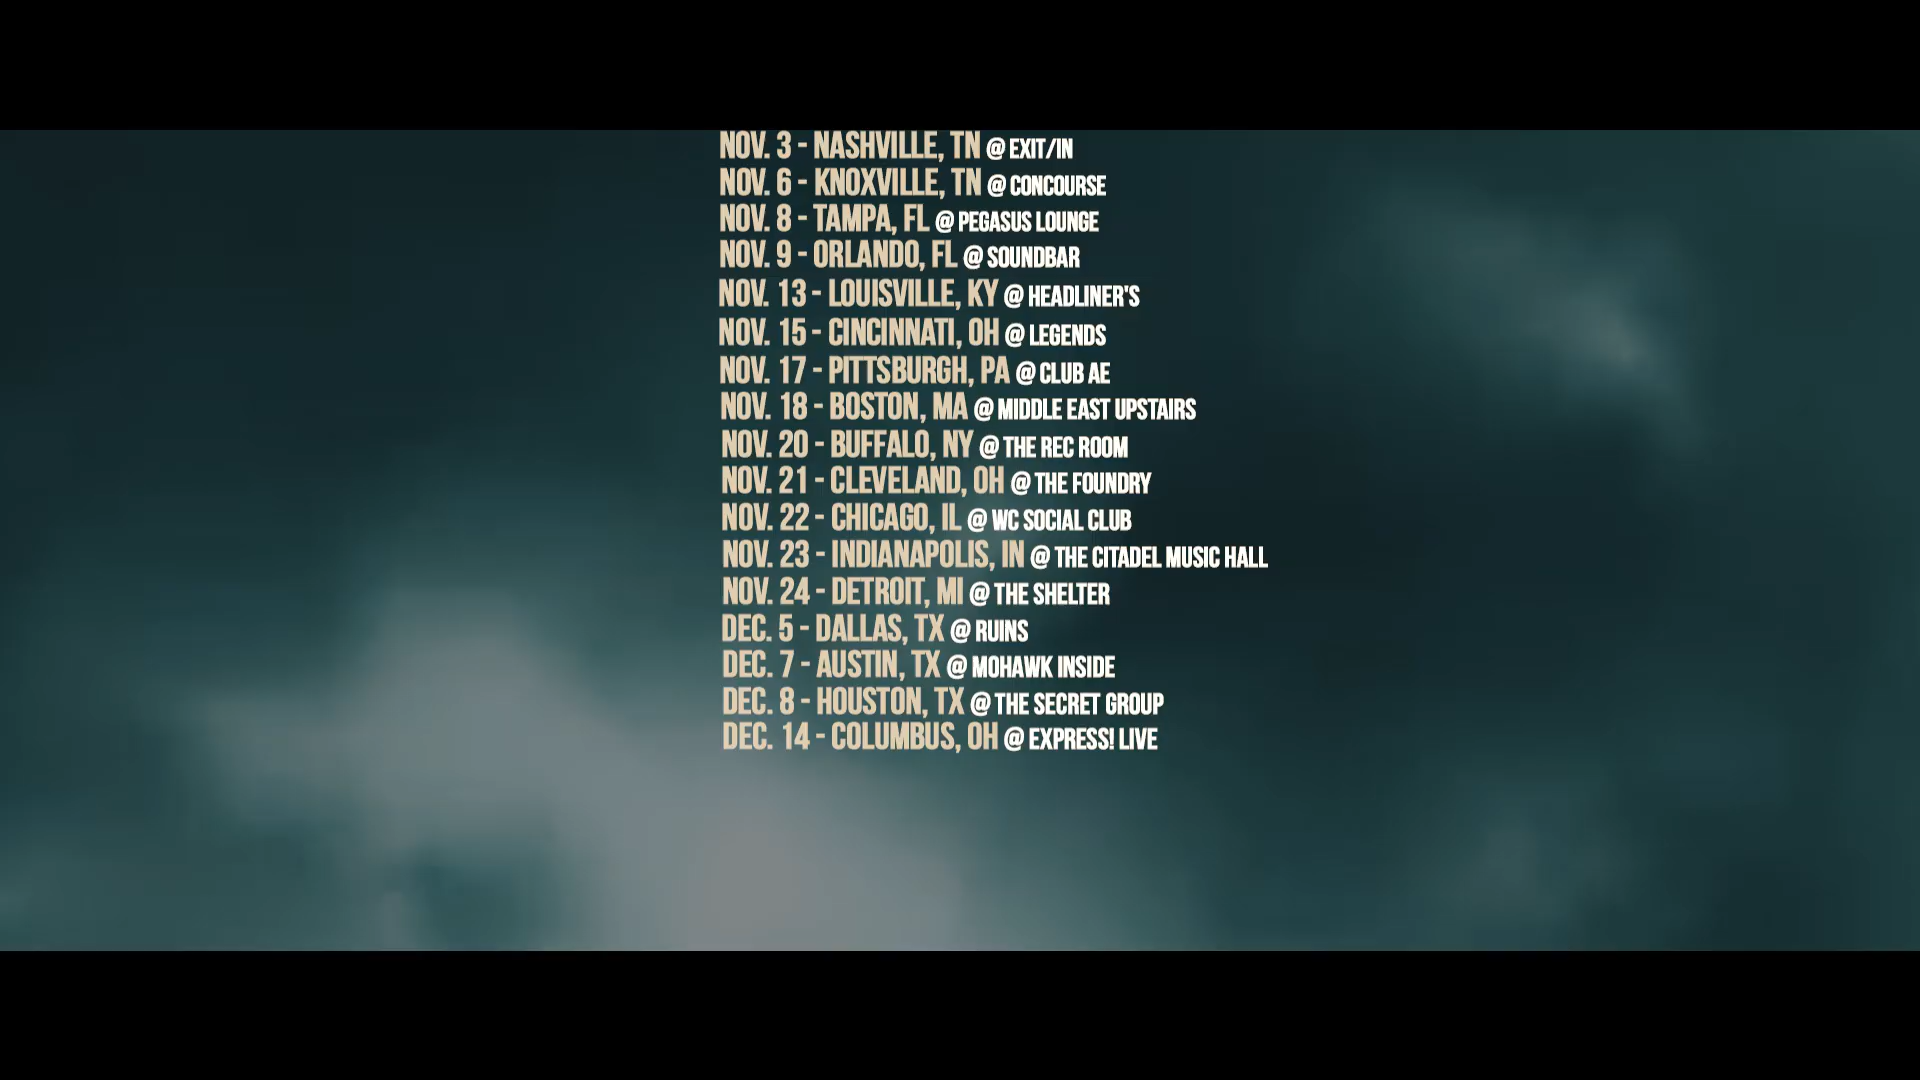 NOV. 3 - NASHVILLE, TN @ EXIT/IN
NOV. 6 - KNOXVILLE, TN @ CONCOURSE
NOV. 8 - TAMPA, FL @ PEGASUS LOUNGE
NOV. 9 - ORLANDO, FL @ SOUNDBAR
NOV. 13 - LOUISVILLE, KY @ HEADLINER'S
NOV. 15 - CINCINNATI, OH @ LEGENDS
NOV. 17 - PITTSBURGH, PA @ CLUB AE
NOV. 18 - BOSTON, MA @ MIDDLE EAST UPSTAIRS
NOV. 20 - BUFFALO, NY @ THE REC ROOM
NOV. 21 - CLEVELAND, OH @ THE FOUNDRY
NOV. 22 - CHICAGO, IL @ WC SOCIAL CLUB
NOV. 23 - INDIANAPOLIS, IN @ THE CITADEL MUSIC HALL
NOV. 24 - DETROIT, MI @ THE SHELTER
DEC. 5 - DALLAS, TX @ RUINS
DEC. 7 - AUSTIN, TX @ MOHAWK INSIDE
DEC. 8 - HOUSTON, TX @ THE SECRET GROUP
DEC. 14 - COLUMBUS, OH @ EXPRESS! LIVE